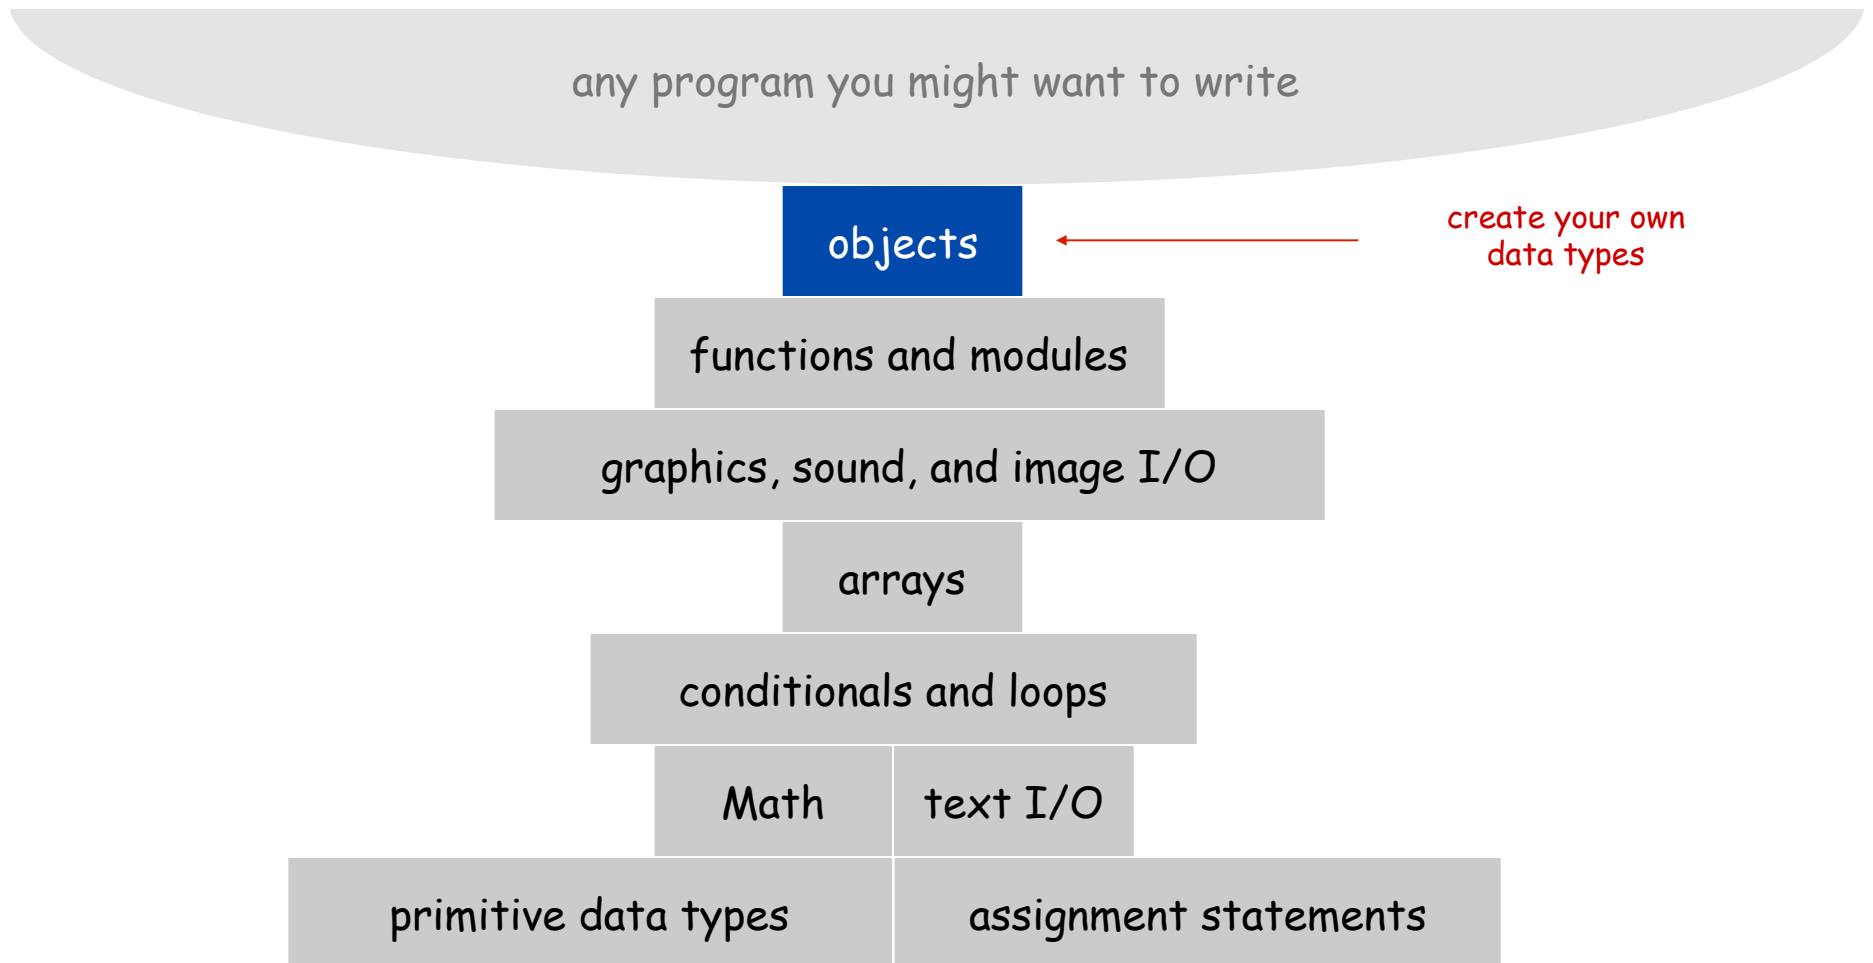 any program you might want to write
objects
create your own
data types
functions and modules
graphics, sound, and image I/O
arrays
conditionals and loops
Math
text I/O
primitive data types
assignment statements